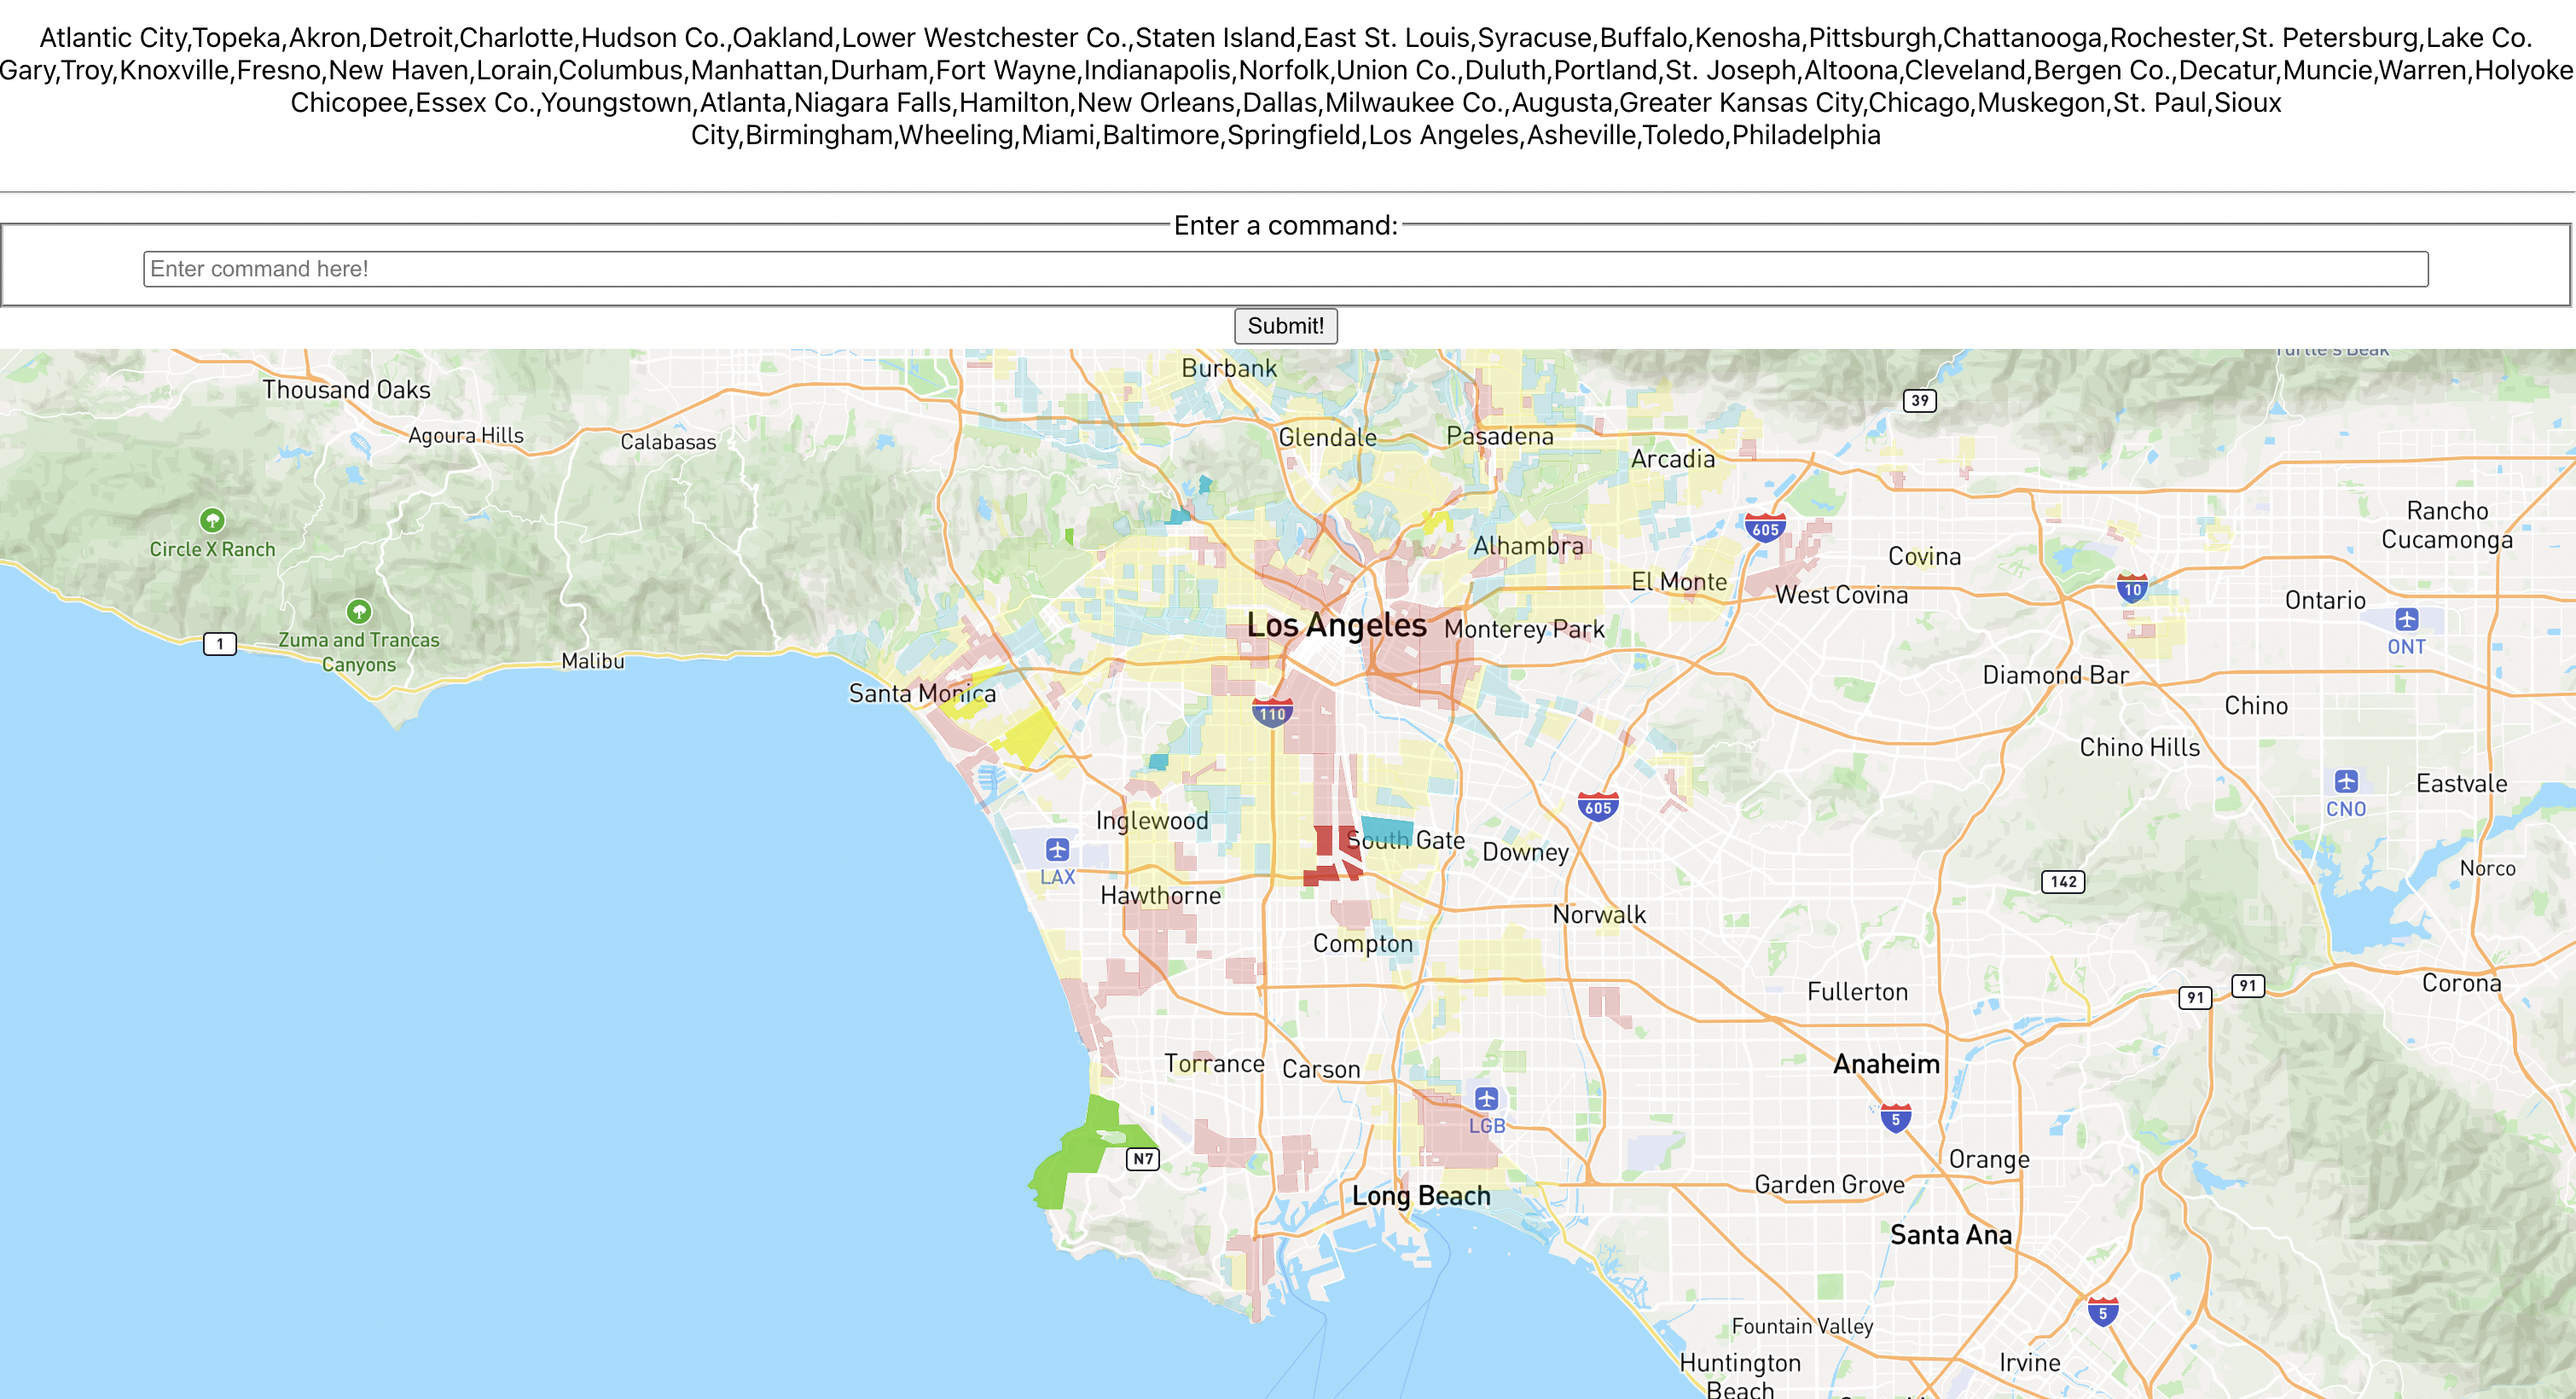 Atlantic City,Topeka,Akron,Detroit,Charlotte,Hudson Co.,Oakland,Lower Westchester Co.,Staten Island,East St. Louis,Syracuse,Buffalo,Kenosha,Pittsburgh,Chattanooga,Rochester,St. Petersburg,Lake Co.
Gary,Troy,Knoxville,Fresno,New Haven,Lorain,Columbus,Manhattan,Durham,Fort Wayne,Indianapolis,Norfolk,Union Co.,Duluth,Portland,St. Joseph,Altoona,Cleveland,Bergen Co.,Decatur,Muncie,Warren,Holyoke
Chicopee,Essex Co.,Youngstown,Atlanta,Niagara Falls,Hamilton,New Orleans,Dallas,Milwaukee Co.,Augusta,Greater Kansas City,Chicago,Muskegon,St. Paul,Sioux
City,Birmingham,Wheeling,Miami,Baltimore,Springfield,Los Angeles,Asheville,Toledo,Philadelphia
Enter a command:
Enter command here!
Submit!
Turtle's Beak
Burbank
Thousand Oaks
39
Agoura Hills
Calabasas
Glendale
Pasadena
Arcadia
Rancho
Cucamonga
Circle X Ranch
605
Alhambra
Covina
El Monte
West Covina
10
Ontario
ONT
Zuma and Trancas
Canyons
1
Malibu
Los Angeles
Monterey Park
Diamond Bar
Santa Monica
110
Chino
Chino Hills
CNO
Eastvale
605
Inglewood
South Gate
Downey
LAX
Hawthorne
142
Norco
Norwalk
Compton
Fullerton
91
91
Corona
Torrance
Carson
Anaheim
LGB
5
N7
Orange
Garden Grove
Long Beach
Santa Ana
5
Fountain Valley
Huntington
Beach
Irvine